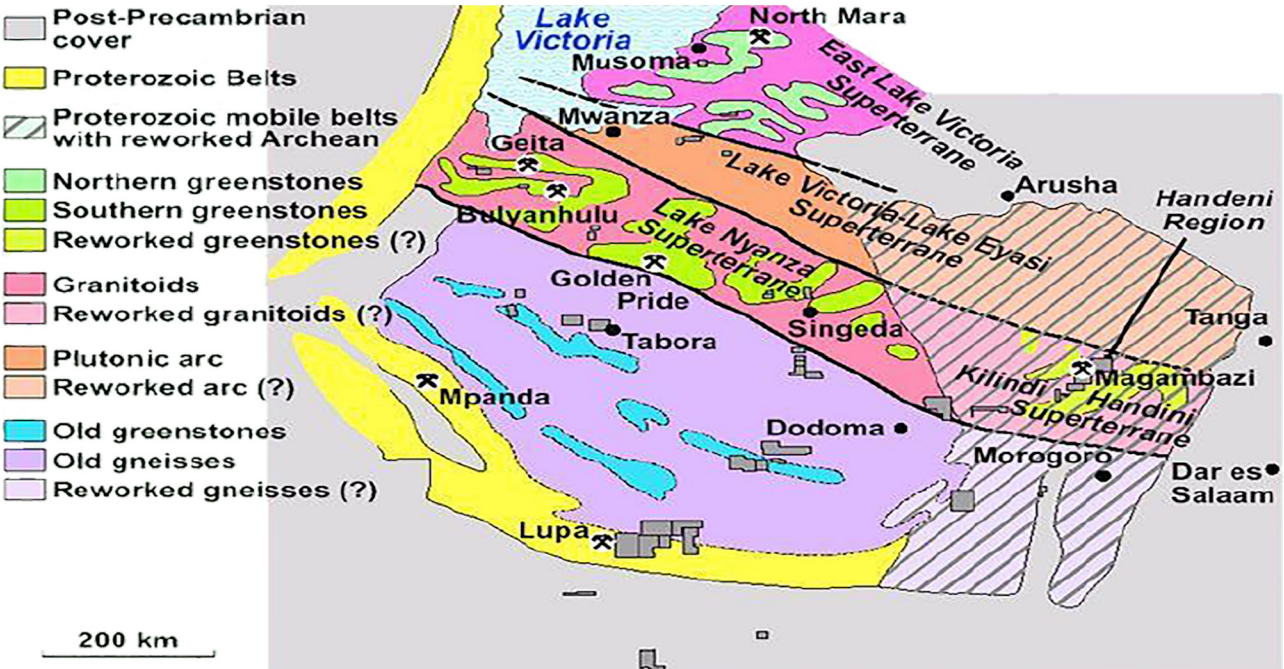 Post-Precambrian
cover
Proterozoic Belts
Proterozoic mobile belts
with reworked Archean
Northern greenstones
Southern greenstones
Reworked greenstones (?)
Granitoids
Reworked granitoids (?)
Plutonic arc
Reworked arc (?)
Old greenstones
Old gneisses
Reworked gneisses (?)
200 km
Lake
Victoria
North Mara
Musoma
East Lake Victoria
Superterrane
Mwanza
Geita
Bulyanhulu
Lake Victoria-Lake Eyasi
Superterrane
Arusha
Handeni
Region
Lake Nyanza
Superterrane
Golden
Pride
Singeda
Tabora
Tanga
Magambazi
Kilindi Handini
Superterrane
Mpanda
Dodoma
Morogoro
Dar es
Salaam
Lupa